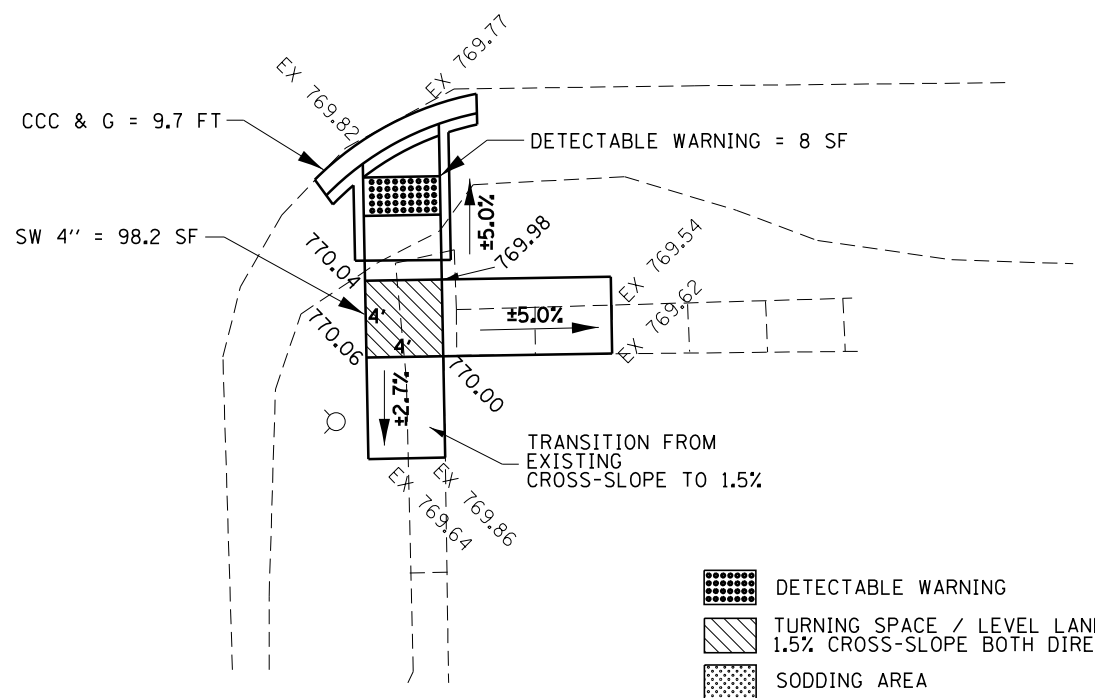 EX 769.77
EX 769.82
CCC & G = 9.7 FT
DETECTABLE WARNING = 8 SF
±5.0%
SW 4'' = 98.2 SF
770.04
769.98
EX 769.54
4'
±5.0%
EX 769.62
770.06
4'
770.00
±2.7%
TRANSITION FROM
EXISTING
CROSS-SLOPE TO 1.5%
EX 769.64
EX 769.86
DETECTABLE WARNING
TURNING SPACE / LEVEL LAN
1.5% CROSS-SLOPE BOTH DIRE
SODDING AREA